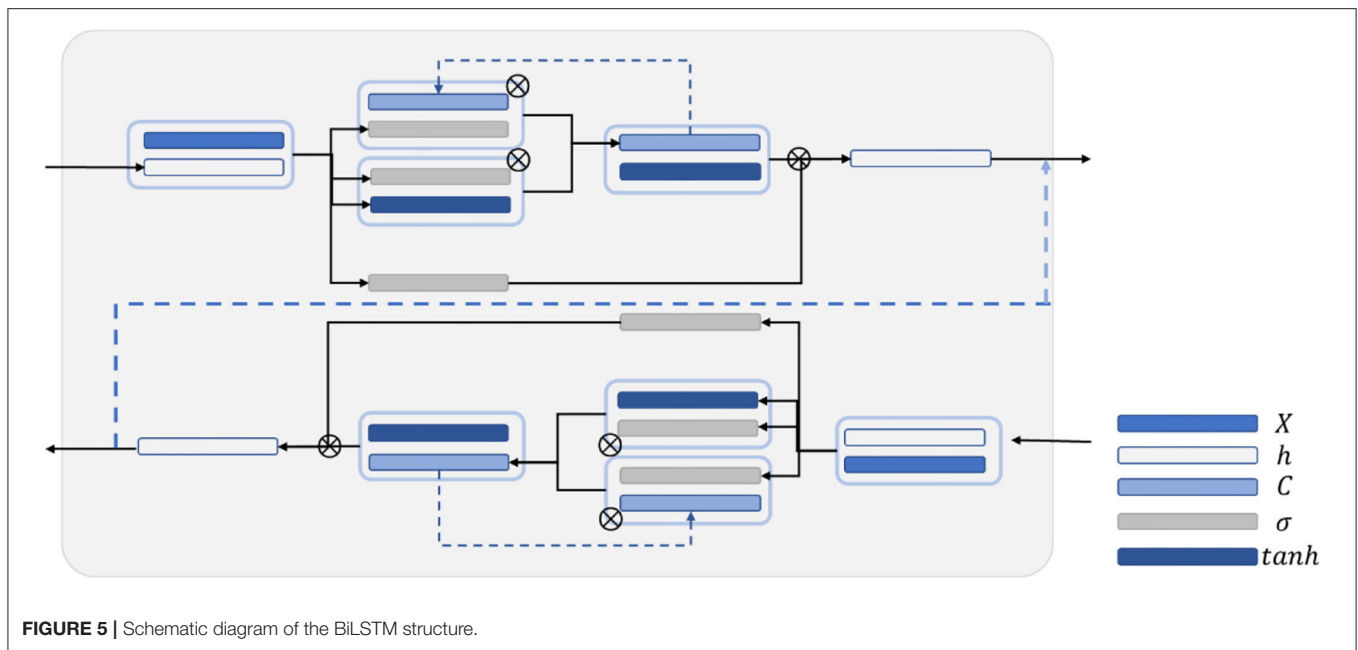 X
h
C
σ
tanh
FIGURE 5 | Schematic diagram of the BiLSTM structure.